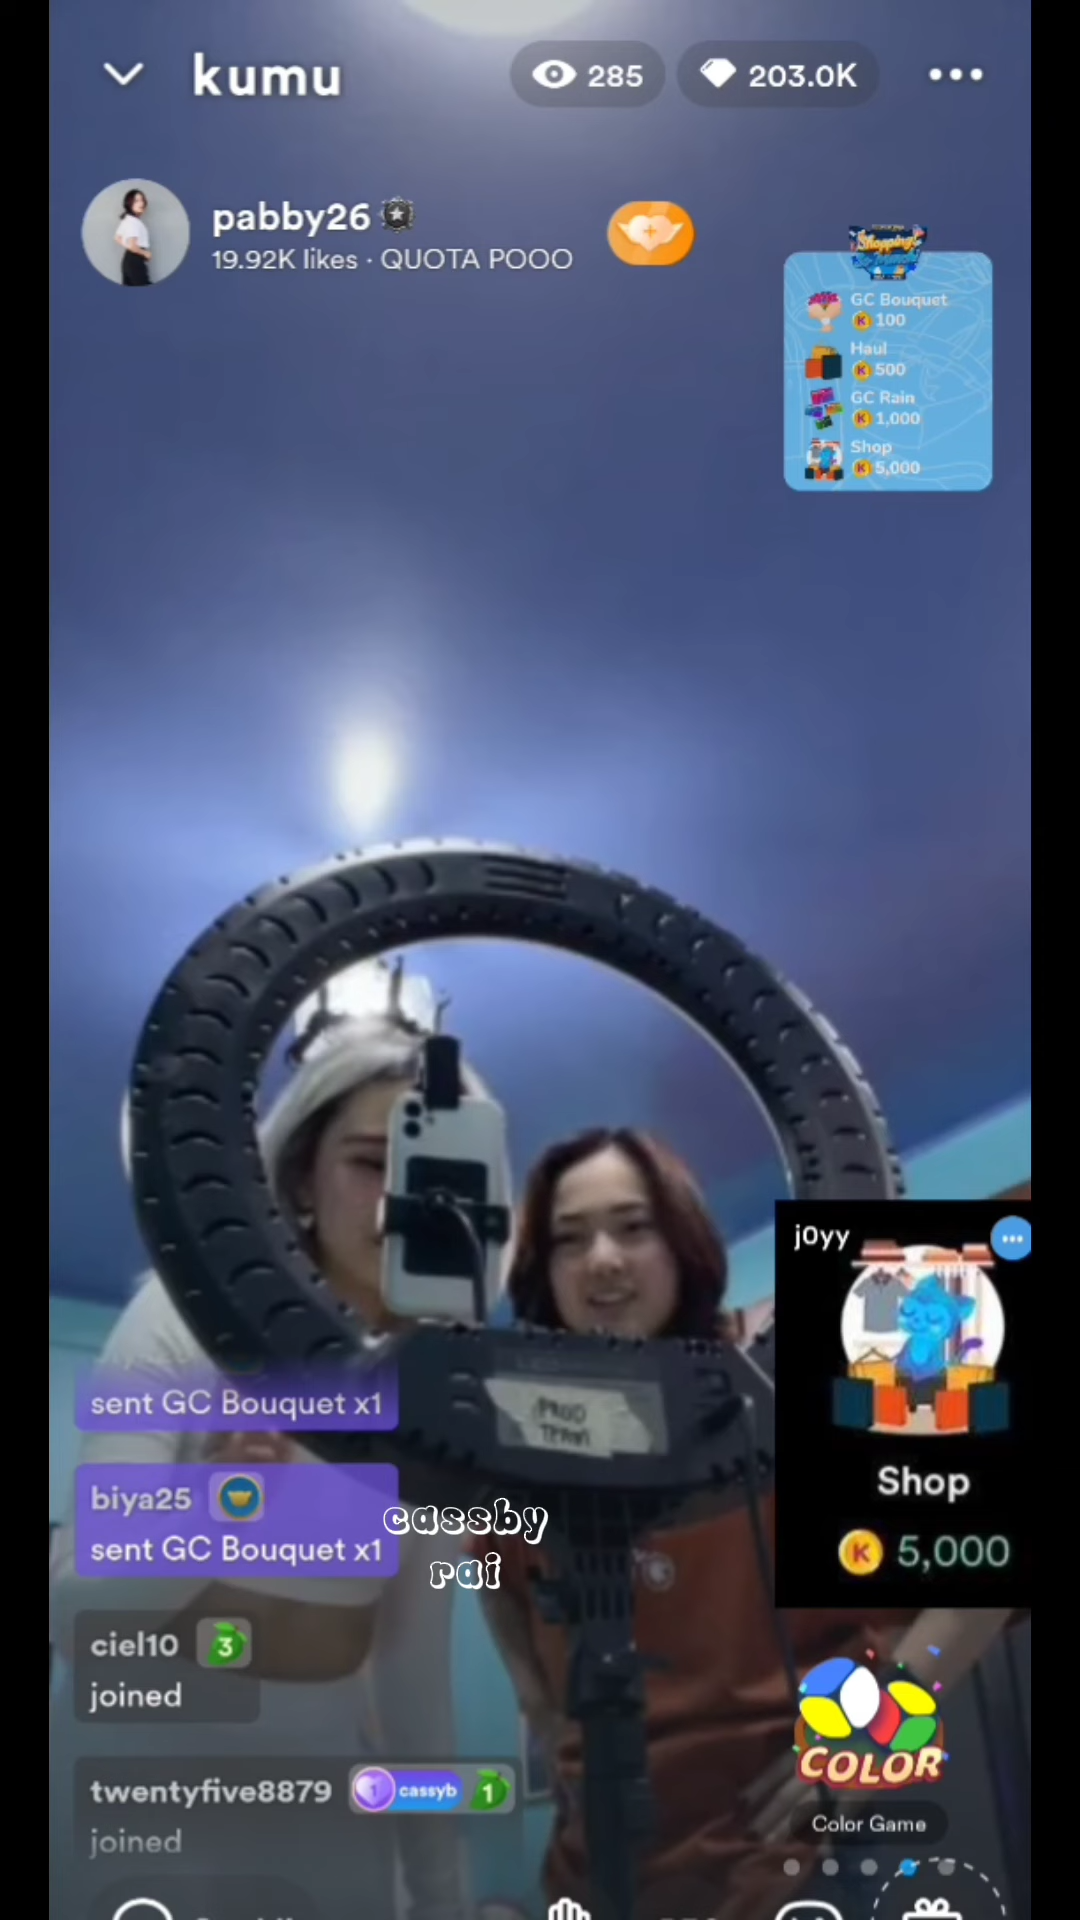 kumu
285
203.0K
pabby26
19.92K likes · QUOTA POOO
Shopping!
GC Bouquet
K 100
Haul
K 500
GC Rain
K 1,000
Shop
K 5,000
j0yy
Shop
K 5,000
sent GC Bouquet x1
biya25
sent GC Bouquet x1
cassby
rai
ciel10 3
joined
twentyfive8879 1 cassyb 1
joined
COLOR
Color Game